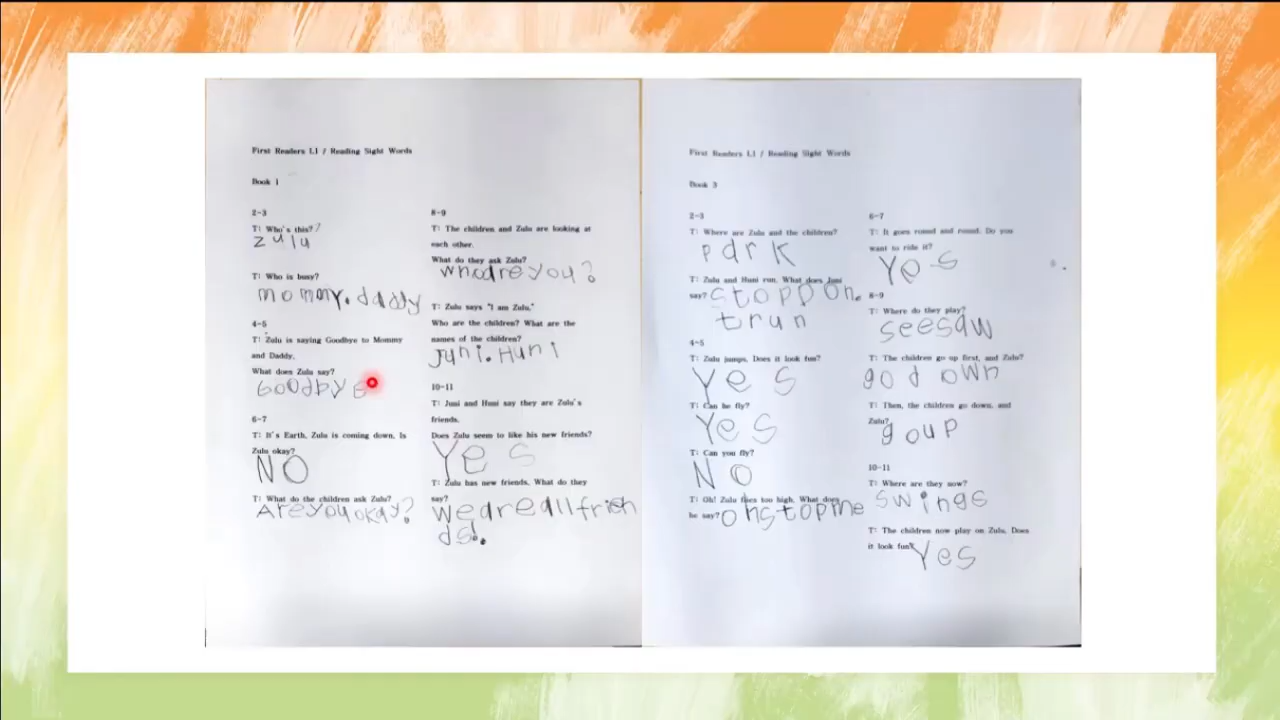 First Readers 1.1 / Reading Sight Words
Book 1
2-3
T: Who's this?
zulu
T: Who is busy?
mommy. daddy
4-5
T: Zulu is saying Goodbye to Mommy
and Daddy.
What does Zulu say?
Goodbye
6-7
T: It's Earth. Zulu is coming down. Is
Zulu okay?
NO
T: What do the children ask Zulu?
Areyouokay?
8-9
T: The children and Zulu are looking at
each other.
What do they ask Zulu?
whoareyou?
T: Zulu says "I am Zulu."
Who are the children? What are the
names of the children?
Juni. Huni
10-11
T: Juni and Huni say they are Zulu's
friends.
Does Zulu seem to like his new friends?
Yes
T: Zulu has new friends. What do they
say?
Weareallfrien
ds!.
First Readers 1.1 / Reading Sight Words
Book 3
2-3
T: Where are Zulu and the children?
park
T: Zulu and Huni run. What does Juni
say? stoppon.
trun
4-5
T: Zulu jumps. Does it look fun?
Yes
T: Can he fly?
Yes
T: Can you fly?
NO
T: Oh! Zulu flies too high. What does
he say? ohstopme
6-7
T: It goes round and round. Do you
want to ride it?
Yes
8-9
T: Where do they play?
seesaw
T: The children go up first, and Zulu?
godown
T: Then, the children go down, and
Zulu?
goup
10-11
T: Where are they now?
swings
T: The children now play on Zulu. Does
it look fun?
Yes